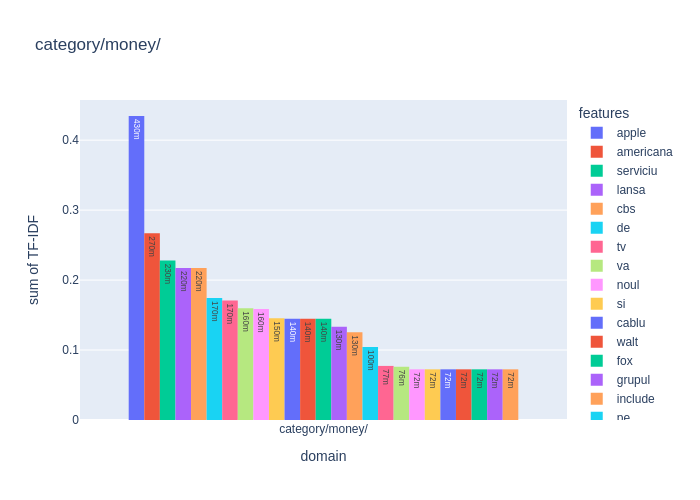 category/money/
features
apple
americana
serviciu
lansa
cbs
de
tv
va
noul
si
cablu
walt
fox
grupul
include
pe
sum of TF-IDF
0.4
0.3
0.2
0.1
0
430m
270m
230m
220m
220m
170m
170m
160m
160m
150m
140m
140m
140m
130m
130m
100m
77m
76m
72m
72m
72m
72m
72m
72m
72m
category/money/
domain